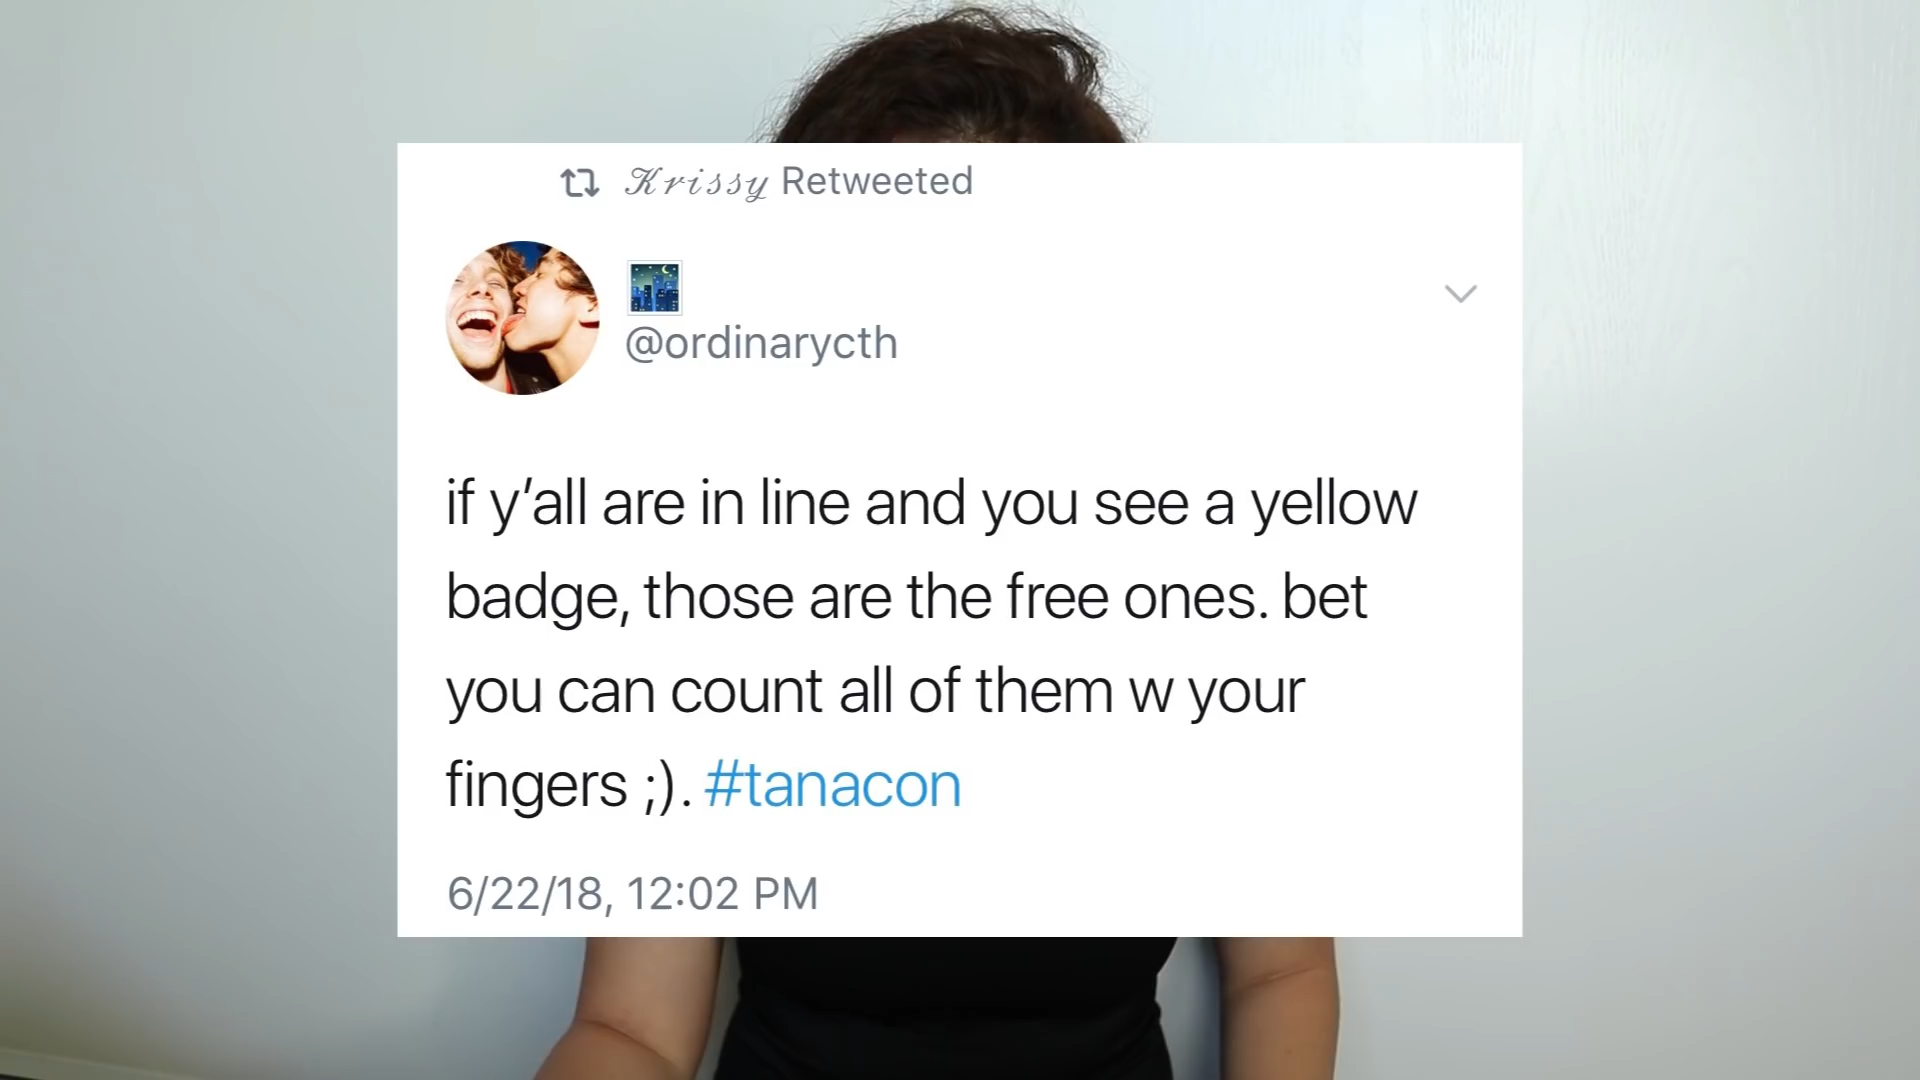 𝒦𝓇𝒾𝓈𝓈𝓎 Retweeted
@ordinarycth
if y’all are in line and you see a yellow
badge, those are the free ones. bet
you can count all of them w your
fingers ;). #tanacon
6/22/18, 12:02 PM